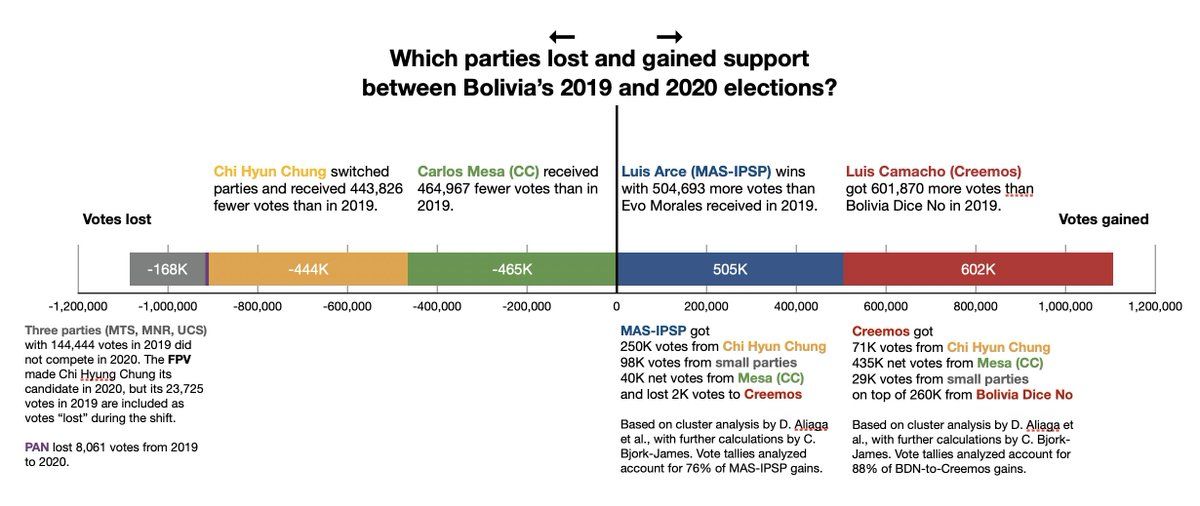 Which parties lost and gained support
between Bolivia's 2019 and 2020 elections?
Chi Hyun Chung switched
parties and received 443,826
fewer votes than in 2019.
Carlos Mesa (CC) received
464,967 fewer votes than in
2019.
Luis Arce (MAS-IPSP) wins
with 504,693 more votes than
Evo Morales received in 2019.
Luis Camacho (Creemos)
got 601,870 more votes than
Bolivia Dice No in 2019.
Votes lost
Votes gained
-168K
-444K
-465K
505K
602K
-1,200,000
-1,000,000
-800,000
-600,000
-400,000
-200,000
0
200,000
400,000
600,000
800,000
1,000,000
1,200,000
Three parties (MTS, MNR, UCS)
with 144,444 votes in 2019 did
not compete in 2020. The FPV
made Chi Hyung Chung its
candidate in 2020, but its 23,725
votes in 2019 are included as
votes "lost" during the shift.
PAN lost 8,061 votes from 2019
to 2020.
MAS-IPSP got
250K votes from Chi Hyun Chung
98K votes from small parties
40K net votes from Mesa (CC)
and lost 2K votes to Creemos
Based on cluster analysis by D. Aliaga
et al., with further calculations by C.
Bjork-James. Vote tallies analyzed
account for 76% of MAS-IPSP gains.
Creemos got
71K votes from Chi Hyun Chung
435K net votes from Mesa (CC)
29K votes from small parties
on top of 260K from Bolivia Dice No
Based on cluster analysis by D. Aliaga et
al., with further calculations by C. Bjork-
James. Vote tallies analyzed account for
88% of BDN-to-Creemos gains.